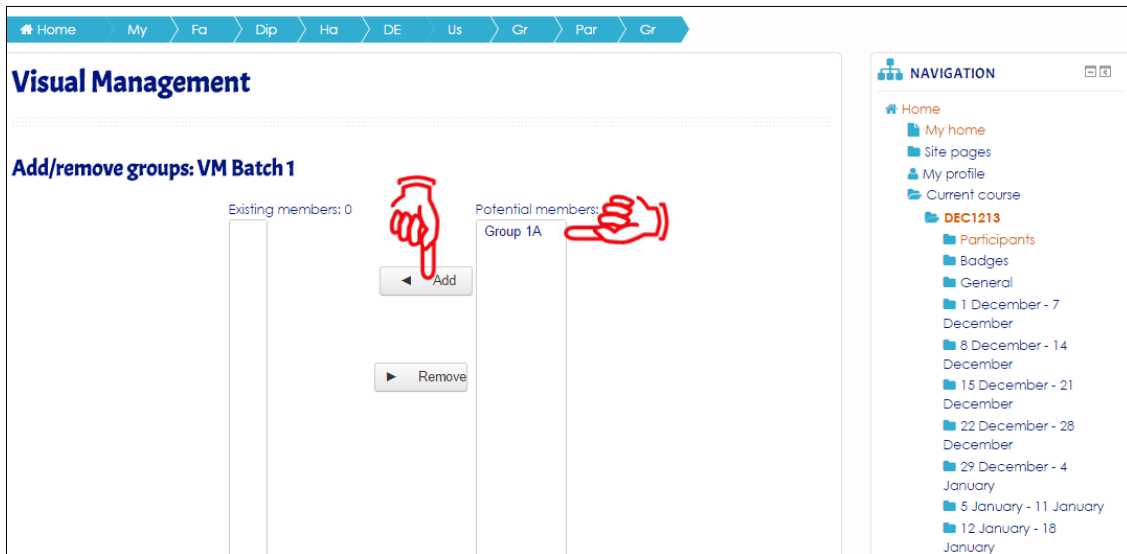 Home My Fa Dip Ha DE Us Gr Par Gr
Visual Management
Add/remove groups: VM Batch 1
Existing members: 0
Potential members:
Group 1A
Add
Remove
NAVIGATION
Home
My home
Site pages
My profile
Current course
DEC1213
Participants
Badges
General
1 December - 7
December
8 December - 14
December
15 December - 21
December
22 December - 28
December
29 December - 4
January
5 January - 11 January
12 January - 18
January